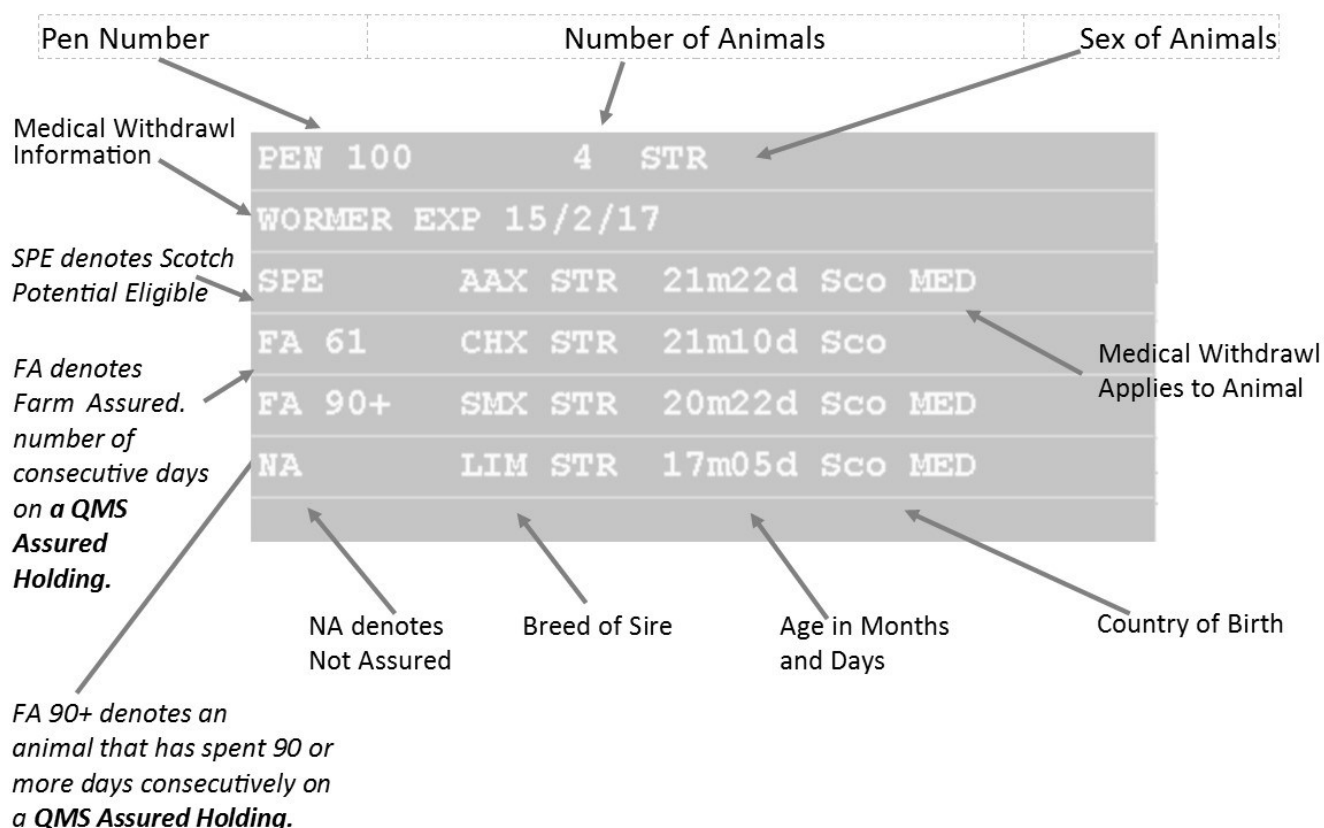 Pen Number
Number of Animals
Sex of Animals
Medical Withdrawl
Information
PEN 100 4 STR
WORMER EXP 15/2/17
SPE denotes Scotch
Potential Eligible
SPE AAX STR 21m22d Sco MED
FA 61 CHX STR 21m10d Sco
FA 90+ SMX STR 20m22d Sco MED
NA LIM STR 17m05d Sco MED
Medical Withdrawl
Applies to Animal
FA denotes
Farm Assured.
number of
consecutive days
on a QMS
Assured
Holding.
NA denotes
Not Assured
Breed of Sire
Age in Months
and Days
Country of Birth
FA 90+ denotes an
animal that has spent 90 or
more days consecutively on
a QMS Assured Holding.